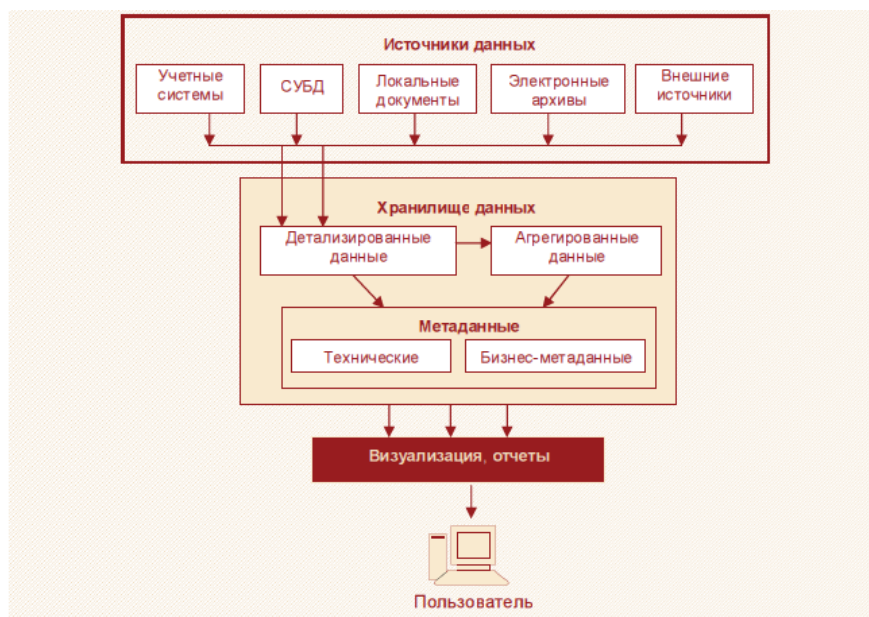 Источники данных
Учетные
системы
СУБД
Локальные
документы
Электронные
архивы
Внешние
источники
Хранилище данных
Детализированные
данные
Агрегированные
данные
Метаданные
Технические
Бизнес-метаданные
Визуализация, отчеты
Пользователь